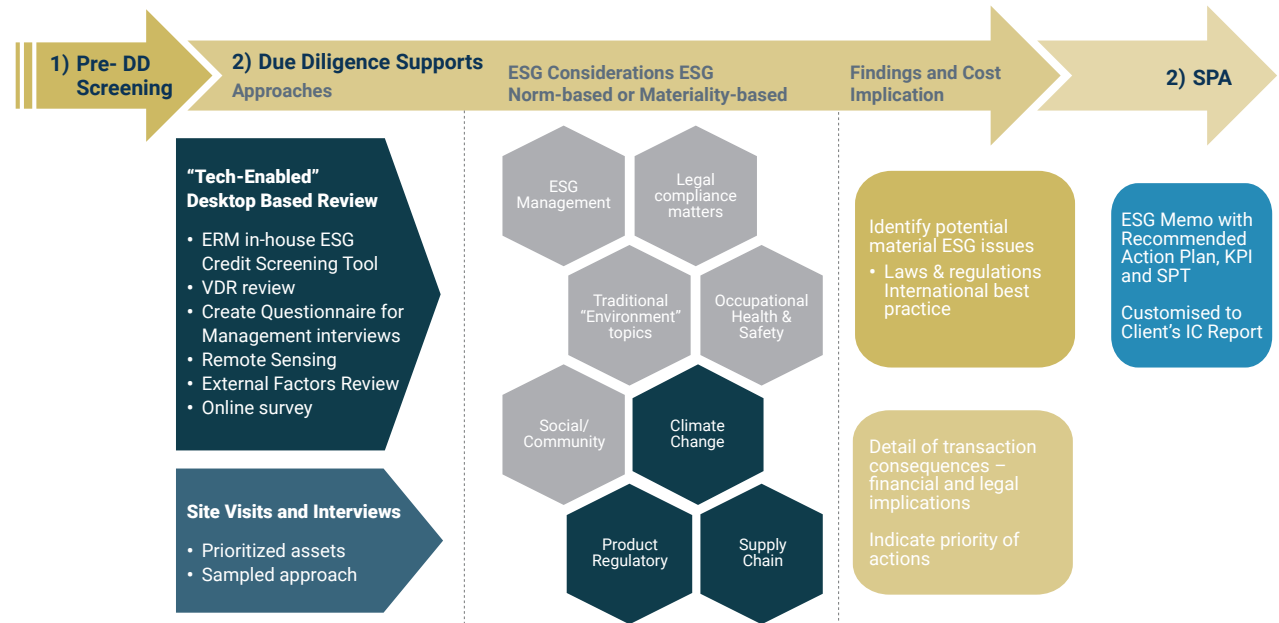 1) Pre- DD
Screening
2) Due Diligence Supports
Approaches
ESG Considerations ESG
Norm-based or Materiality-based
Findings and Cost
Implication
2) SPA
“Tech-Enabled”
Desktop Based Review
• ERM in-house ESG
Credit Screening Tool
• VDR review
• Create Questionnaire for
Management interviews
• Remote Sensing
• External Factors Review
• Online survey
Site Visits and Interviews
• Prioritized assets
• Sampled approach
ESG
Management
Legal
compliance
matters
Traditional
“Environment”
topics
Occupational
Health &
Safety
Social/
Community
Climate
Change
Product
Regulatory
Supply
Chain
Identify potential
material ESG issues
• Laws & regulations
International best
practice
Detail of transaction
consequences –
financial and legal
implications
Indicate priority of
actions
ESG Memo with
Recommended
Action Plan, KPI
and SPT
Customised to
Client’s IC Report